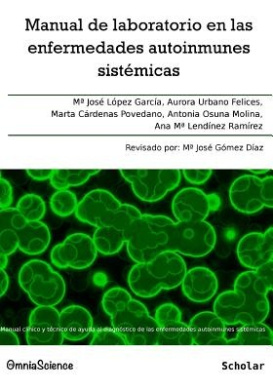 Manual de laboratorio en las
enfermedades autoinmunes
sistémicas
Mª José López García, Aurora Urbano Felices,
Marta Cárdenas Povedano, Antonia Osuna Molina,
Ana Mª Lendínez Ramírez
Revisado por: Mª José Gómez Díaz
Manual clínico y técnico de ayuda al diagnóstico de las enfermedades autoinmunes sistémicas
OmniaScience
Scholar